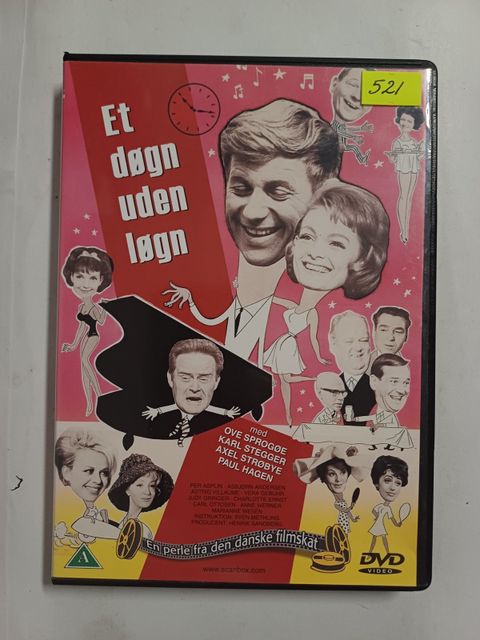 521
Et
døgn
uden
løgn
med
OVE SPROGØE
KARL STEGGER
AXEL STRØBYE
PAUL HAGEN
PER ASPLIN · ASBJØRN ANDERSEN
ASTRID VILLAUME · VERA GEBUHR
JUDY GRINGER · CHARLOTTE ERNST
CARL OTTOSEN · ANNE WERNER
MARIANNE WESÉN
INSTRUKTION: SVEN METHLING
PRODUCENT: HENRIK SANDBERG
En perle fra den danske filmskat
A
DVD
VIDEO
www.scanbox.com